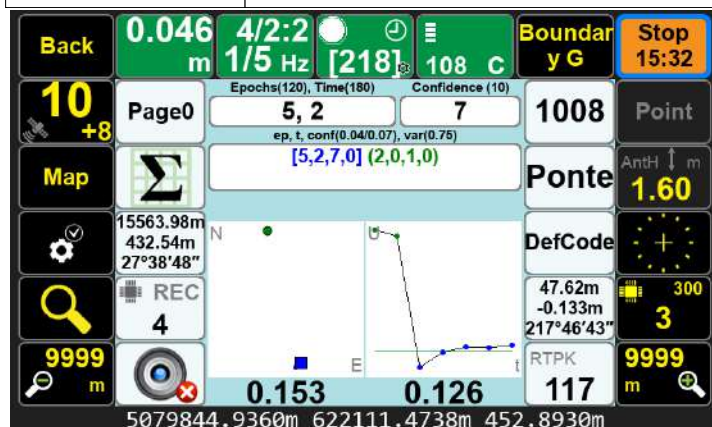 Back
0.046
m
4/2:2
1/5 Hz
[218]
108 C
Boundar
y G
Stop
15:32
10
+8
Page0
Epochs(120), Time(180)
Confidence (10)
5, 2
7
1008
Point
ep, t, conf(0.04/0.07), var(0.75)
[5,2,7,0] (2,0,1,0)
Map
Σ
Ponte
AntH m
1.60
15563.98m
432.54m
27°38'48"
N
U
E
t
DefCode
REC
4
47.62m
-0.133m
217°46'43"
300
3
9999
m
0.153
0.126
RTPK
117
9999
m
5079844.9360m 622111.4738m 452.8930m